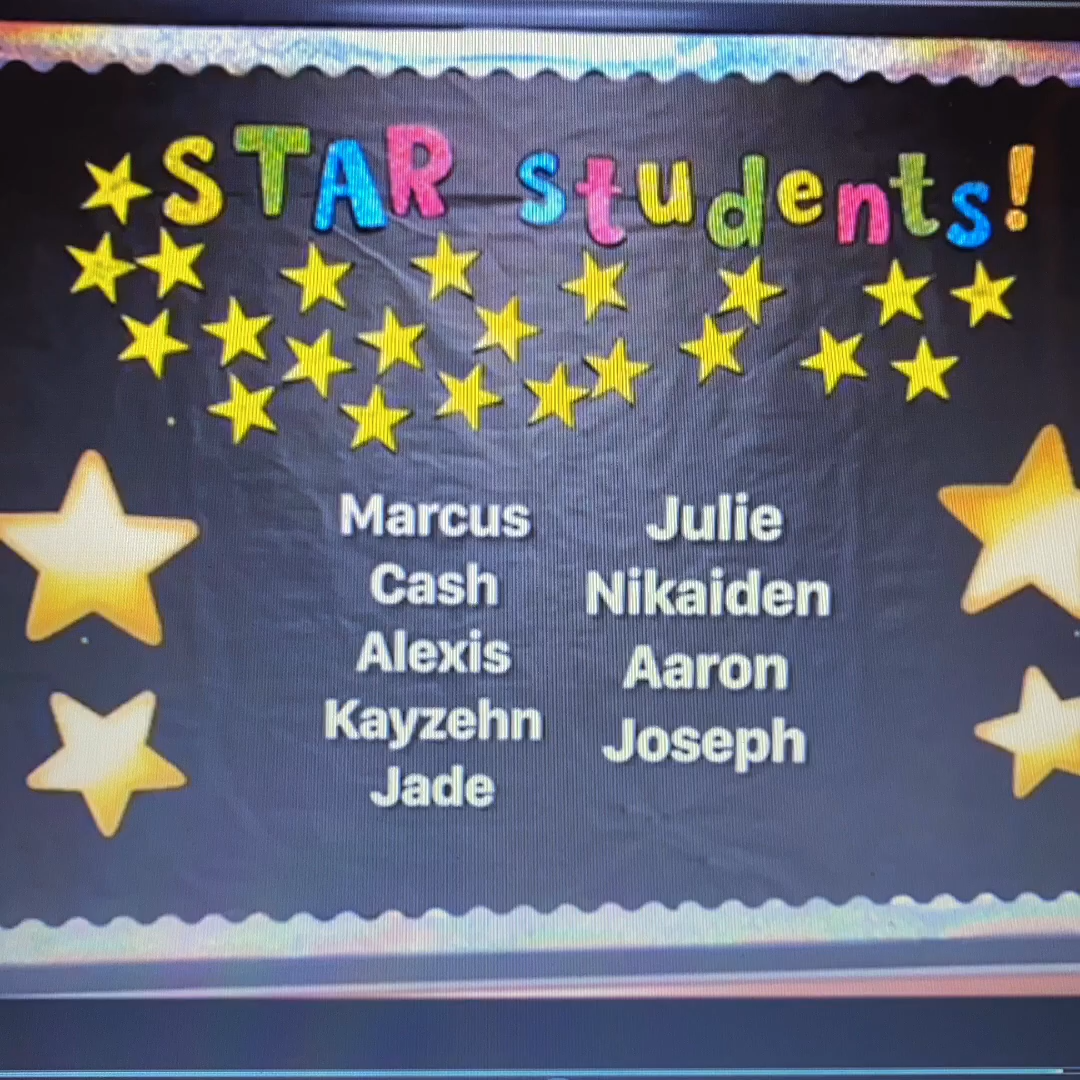 STAR students!
Marcus
Cash
Alexis
Kayzehn
Jade
Julie
Nikaiden
Aaron
Joseph